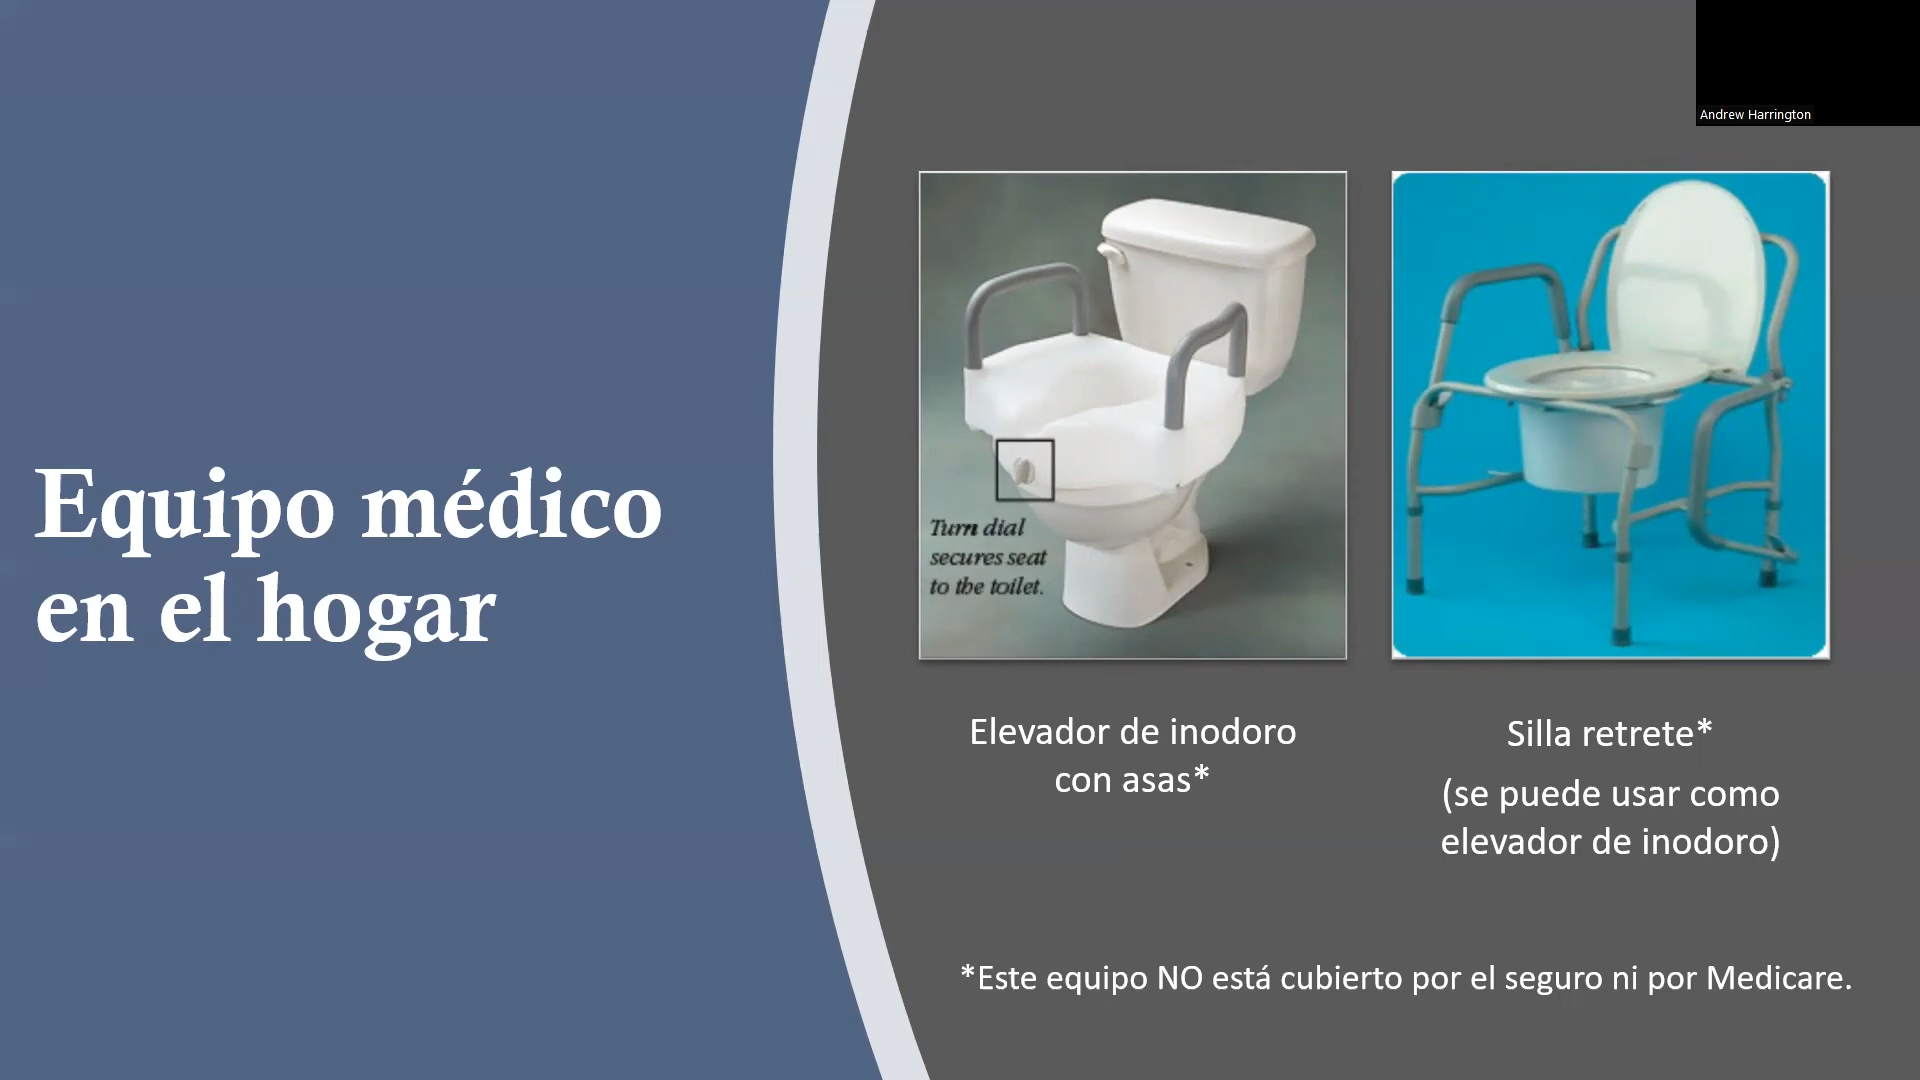 Andrew Harrington
Equipo médico
en el hogar
Turn dial
secures seat
to the toilet.
Elevador de inodoro
con asas*
Silla retrete*
(se puede usar como
elevador de inodoro)
*Este equipo NO está cubierto por el seguro ni por Medicare.